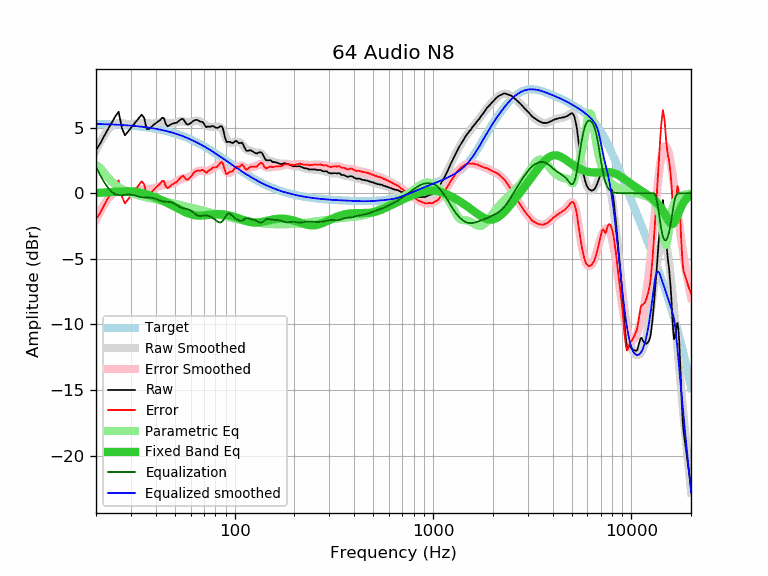 64 Audio N8
5
0
−5
−10
−15
−20
Amplitude (dBr)
Target
Raw Smoothed
Error Smoothed
Raw
Error
Parametric Eq
Fixed Band Eq
Equalization
Equalized smoothed
100
1000
10000
Frequency (Hz)